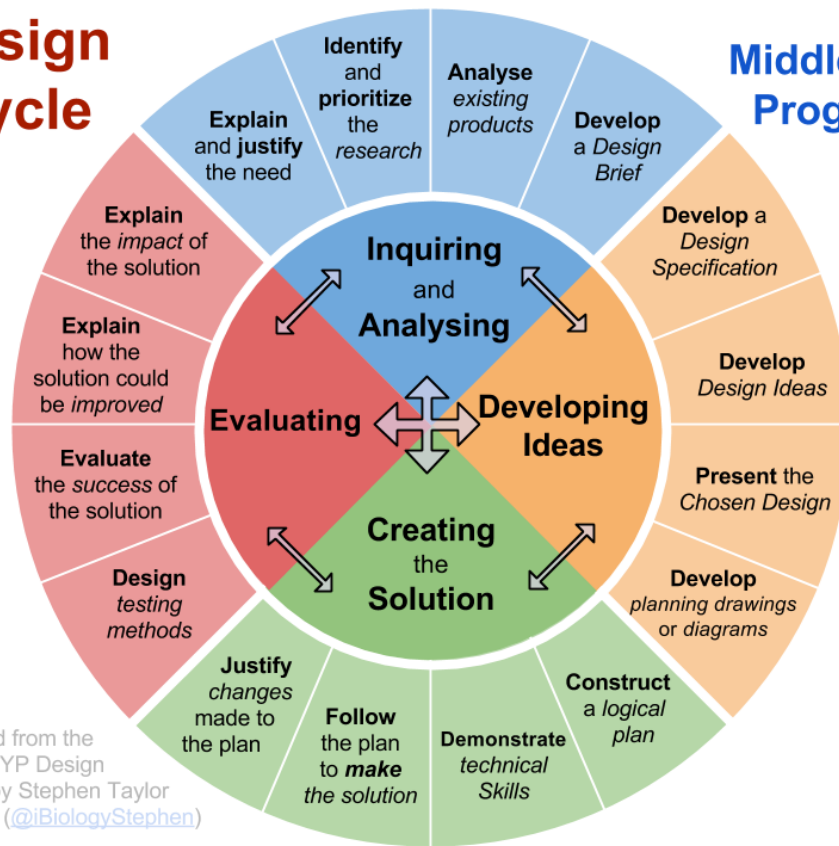 sign
ycle
Middle
Prog
Explain
and justify
the need
Identify
and
prioritize
the
research
Analyse
existing
products
Develop
a Design
Brief
Develop a
Design
Specification
Develop
Design Ideas
Present the
Chosen Design
Develop
planning drawings
or diagrams
Construct
a logical
plan
Demonstrate
technical
Skills
Follow
the plan
to make
the solution
Justify
changes
made to
the plan
Design
testing
methods
Evaluate
the success of
the solution
Explain
how the
solution could
be improved
Explain
the impact of
the solution
Inquiring
and
Analysing
Developing
Ideas
Creating
the
Solution
Evaluating
d from the
YP Design
by Stephen Taylor
(@iBiologyStephen)